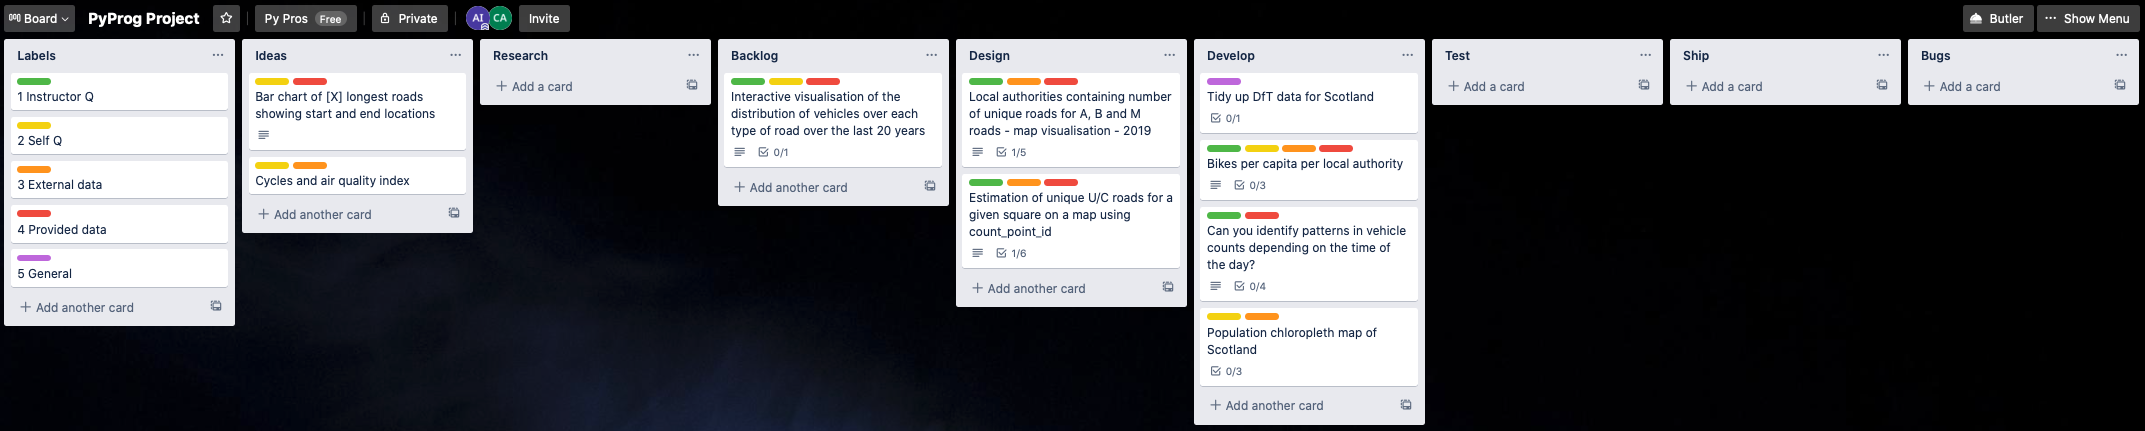 Board
PyProg Project
Py Pros Free
Private
AI
CA
Invite
Butler
Show Menu
Labels
1 Instructor Q
2 Self Q
3 External data
4 Provided data
5 General
Add another card
Ideas
Bar chart of [X] longest roads
showing start and end locations
Cycles and air quality index
Add another card
Research
Add a card
Backlog
Interactive visualisation of the
distribution of vehicles over each
type of road over the last 20 years
0/1
Add another card
Design
Local authorities containing number
of unique roads for A, B and M
roads - map visualisation - 2019
1/5
Estimation of unique U/C roads for a
given square on a map using
count_point_id
1/6
Add another card
Develop
Tidy up DfT data for Scotland
0/1
Bikes per capita per local authority
0/3
Can you identify patterns in vehicle
counts depending on the time of
the day?
0/4
Population chloropleth map of
Scotland
0/3
Add another card
Test
Add a card
Ship
Add a card
Bugs
Add a card